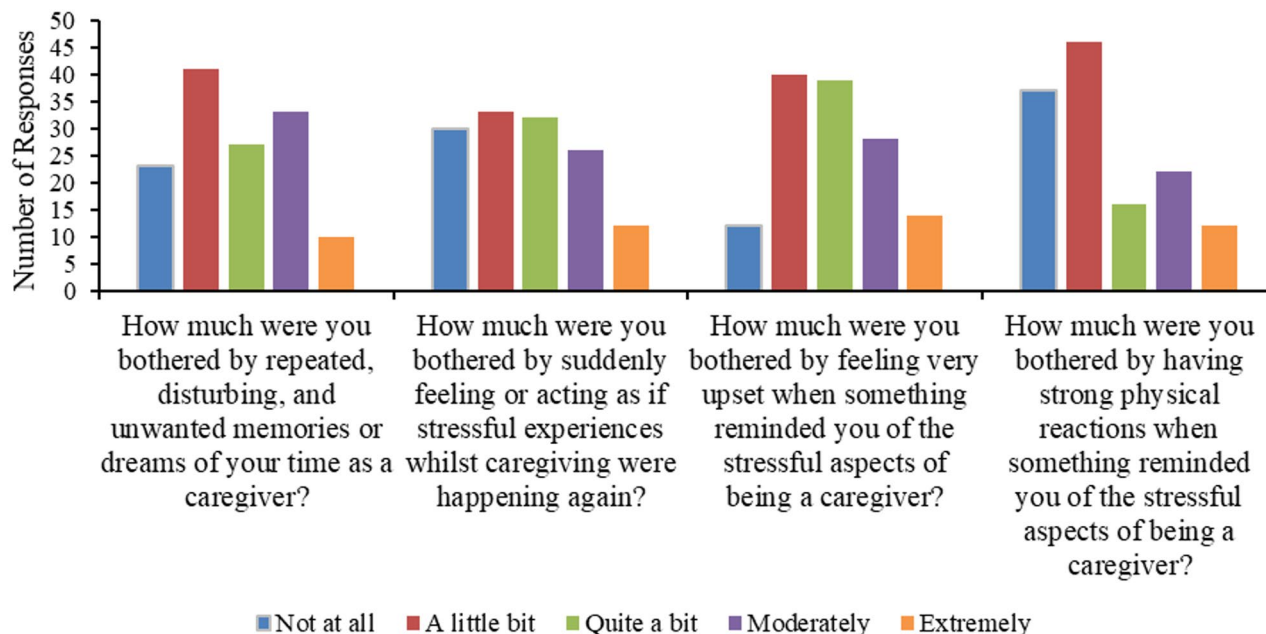 50
45
40
35
30
25
20
15
10
5
0
Number of Responses
How much were you
bothered by repeated,
disturbing, and
unwanted memories or
dreams of your time as a
caregiver?
How much were you
bothered by suddenly
feeling or acting as if
stressful experiences
whilst caregiving were
happening again?
How much were you
bothered by feeling very
upset when something
reminded you of the
stressful aspects of
being a caregiver?
How much were you
bothered by having
strong physical
reactions when
something reminded
you of the stressful
aspects of being a
caregiver?
Not at all A little bit Quite a bit Moderately Extremely